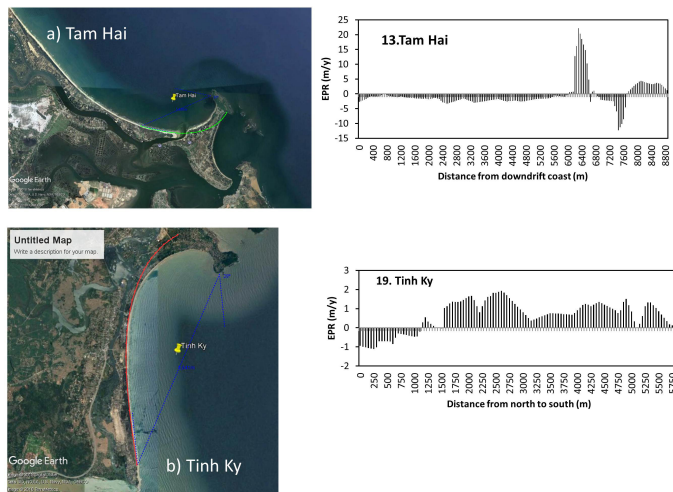 a) Tam Hai
Tam Hai
Google Earth
13.Tam Hai
EPR (m/y)
25
20
15
10
5
0
-5
-10
-15
0 400 800 1200 1600 2000 2400 2800 3200 3600 4000 4400 4800 5200 5600 6000 6400 6800 7200 7600 8000 8400 8800
Distance from downdrift coast (m)
Untitled Map
Write a description for your map.
Tinh Ky
Google Earth
b) Tinh Ky
19. Tinh Ky
EPR (m/y)
3
2
1
0
-1
-2
0 250 500 750 1000 1250 1500 1750 2000 2250 2500 2750 3000 3250 3500 3750 4000 4250 4500 4750 5000 5250 5500 5750
Distance from north to south (m)